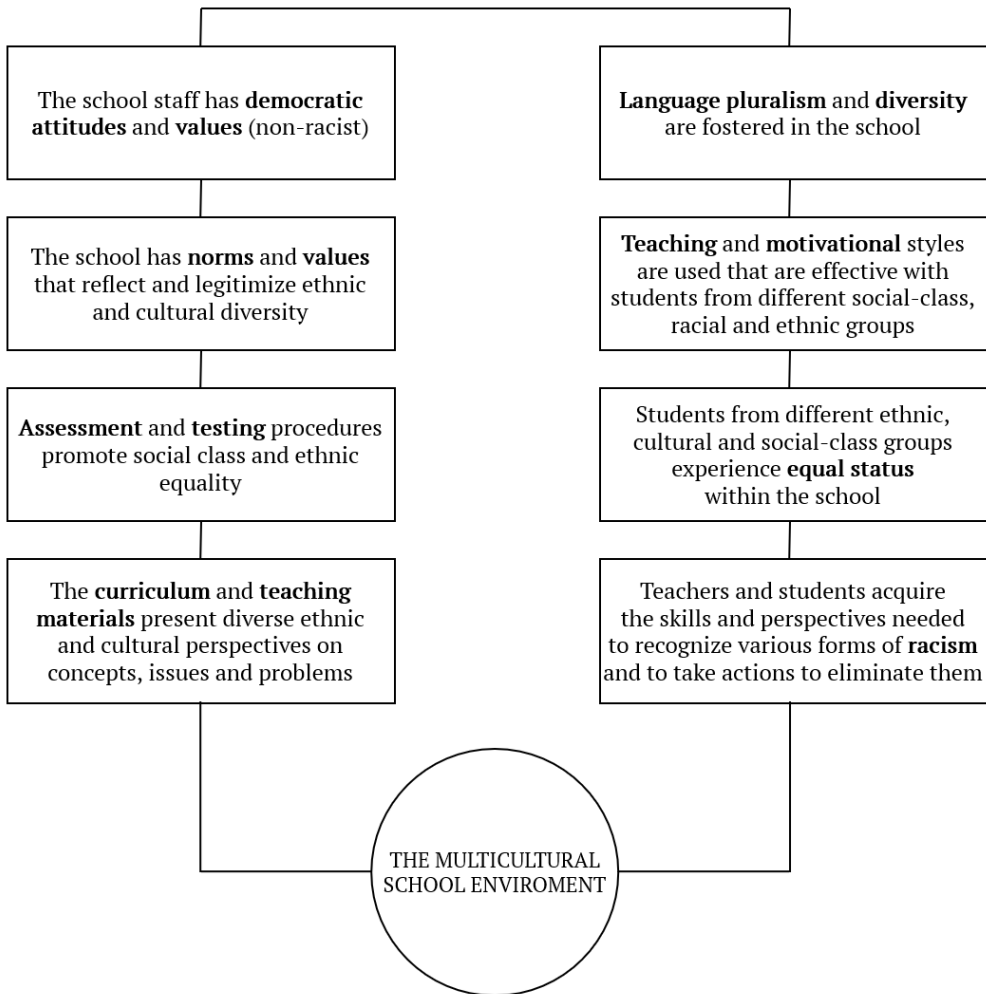 The school staff has democratic
attitudes and values (non-racist)
The school has norms and values
that reflect and legitimize ethnic
and cultural diversity
Assessment and testing procedures
promote social class and ethnic
equality
The curriculum and teaching
materials present diverse ethnic
and cultural perspectives on
concepts, issues and problems
Language pluralism and diversity
are fostered in the school
Teaching and motivational styles
are used that are effective with
students from different social-class,
racial and ethnic groups
Students from different ethnic,
cultural and social-class groups
experience equal status
within the school
Teachers and students acquire
the skills and perspectives needed
to recognize various forms of racism
and to take actions to eliminate them
THE MULTICULTURAL
SCHOOL ENVIROMENT